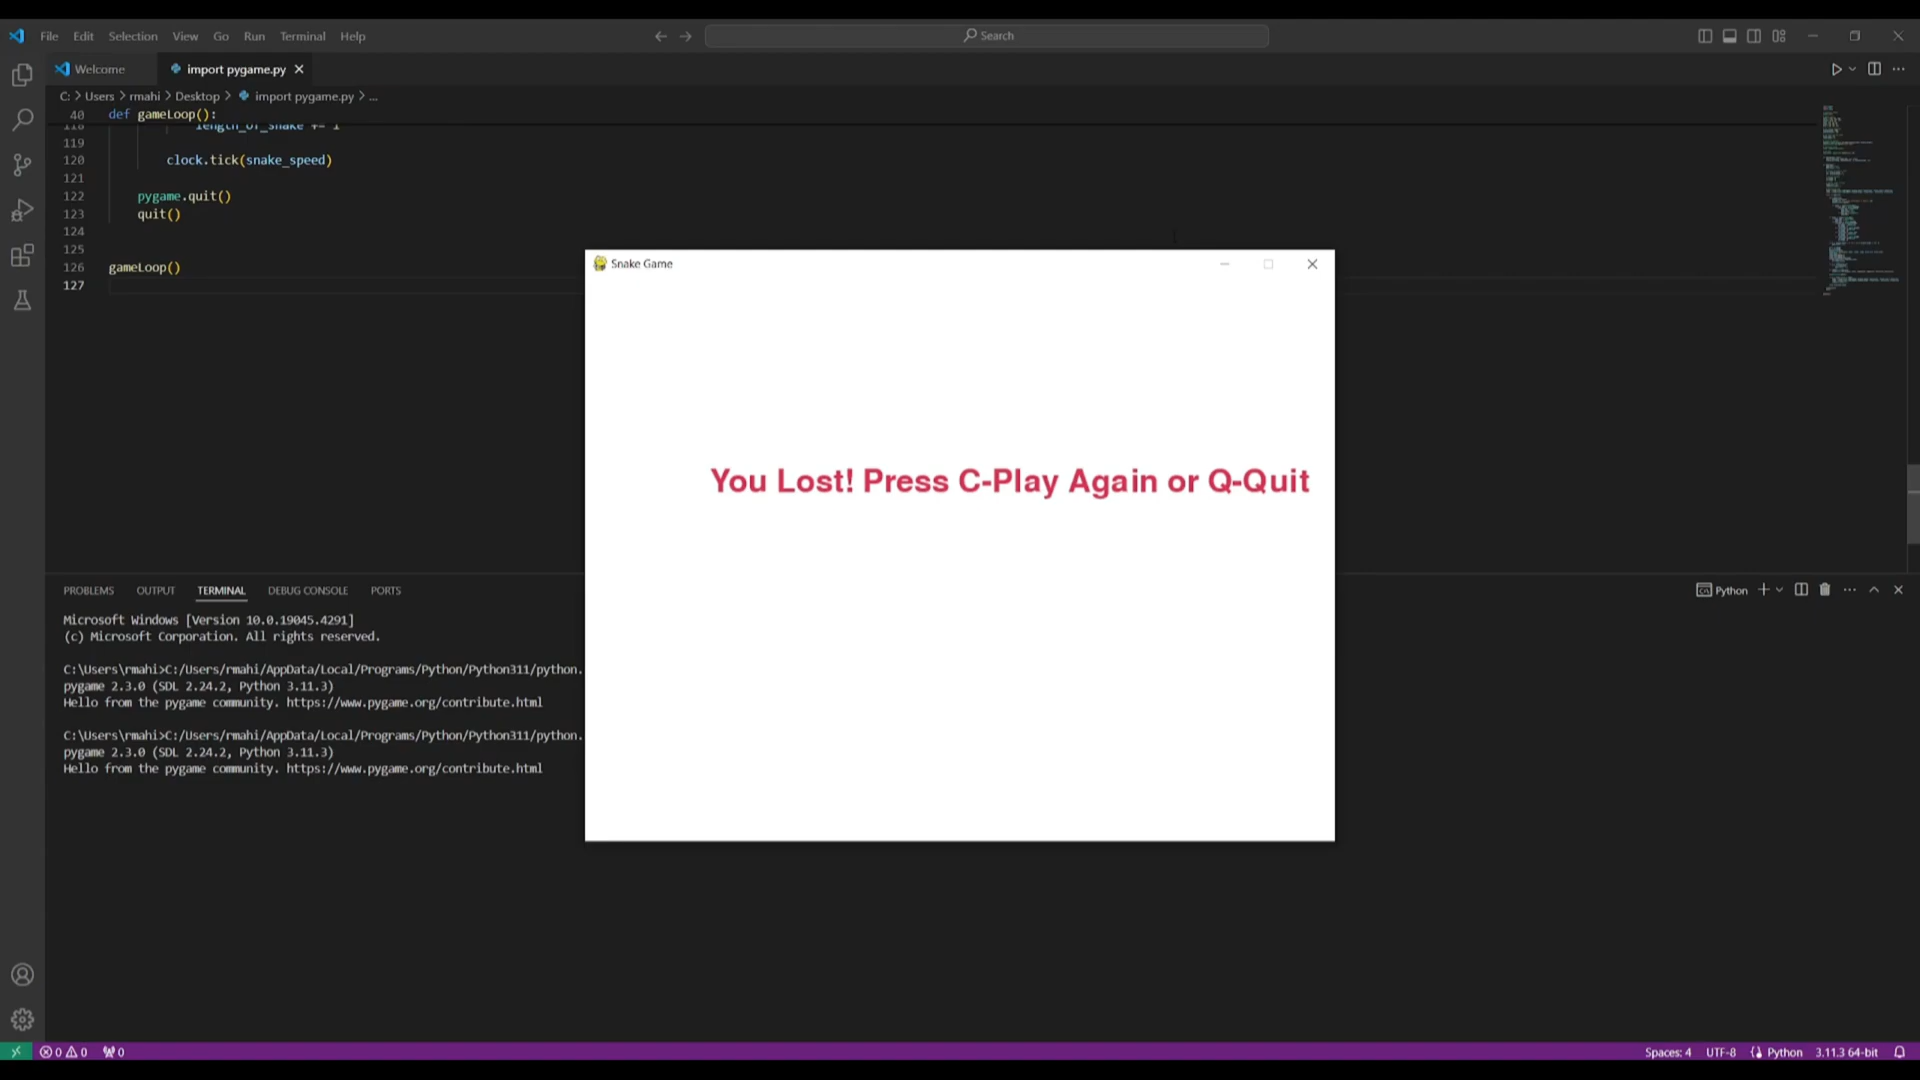 File Edit Selection View Go Run Terminal Help
Search
Welcome
import pygame.py
C: > Users > rmahi > Desktop > import pygame.py > ...
40 def gameLoop():
118 length_of_snake += 1
119
120 clock.tick(snake_speed)
121
122 pygame.quit()
123 quit()
124
125
126 gameLoop()
127
Snake Game
You Lost! Press C-Play Again or Q-Quit
PROBLEMS OUTPUT TERMINAL DEBUG CONSOLE PORTS
Python
Microsoft Windows [Version 10.0.19045.4291]
(c) Microsoft Corporation. All rights reserved.
C:\Users\rmahi>C:/Users/rmahi/AppData/Local/Programs/Python/Python311/python.
pygame 2.3.0 (SDL 2.24.2, Python 3.11.3)
Hello from the pygame community. https://www.pygame.org/contribute.html
C:\Users\rmahi>C:/Users/rmahi/AppData/Local/Programs/Python/Python311/python.
pygame 2.3.0 (SDL 2.24.2, Python 3.11.3)
Hello from the pygame community. https://www.pygame.org/contribute.html
0 0 0
Spaces: 4 UTF-8 Python 3.11.3 64-bit